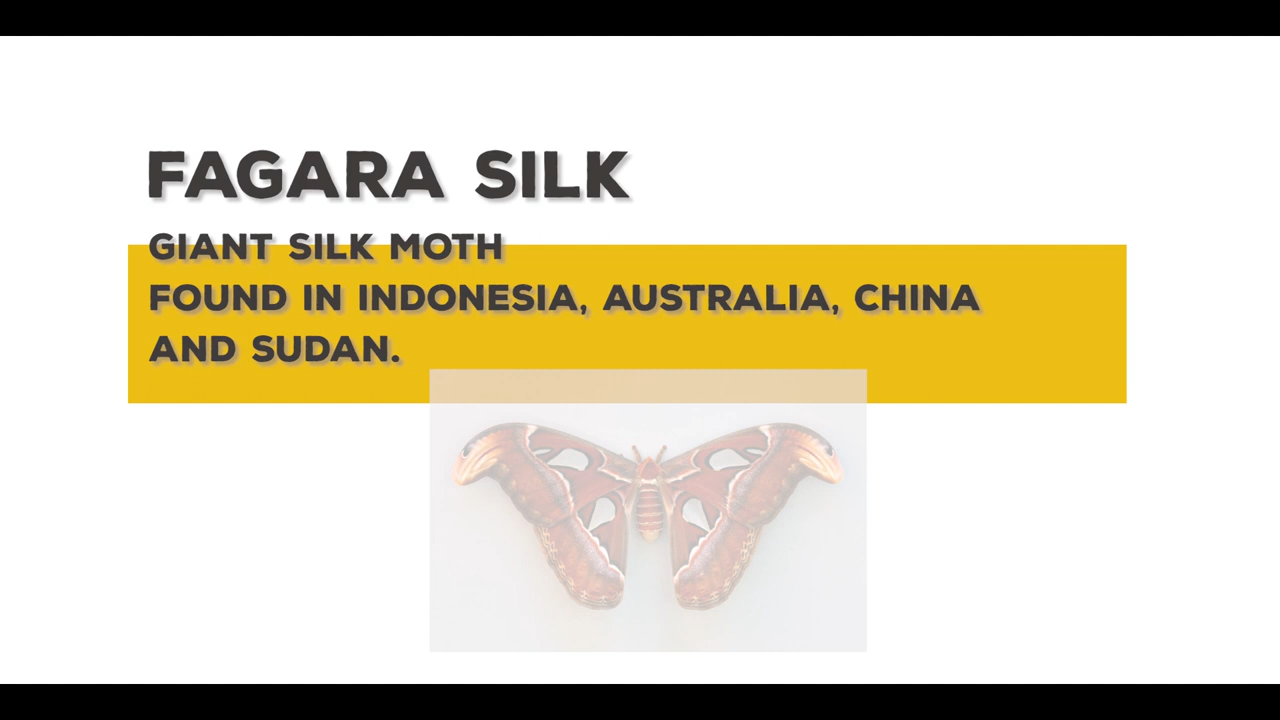 FAGARA SILK
GIANT SILK MOTH
FOUND IN INDONESIA, AUSTRALIA, CHINA
AND SUDAN.